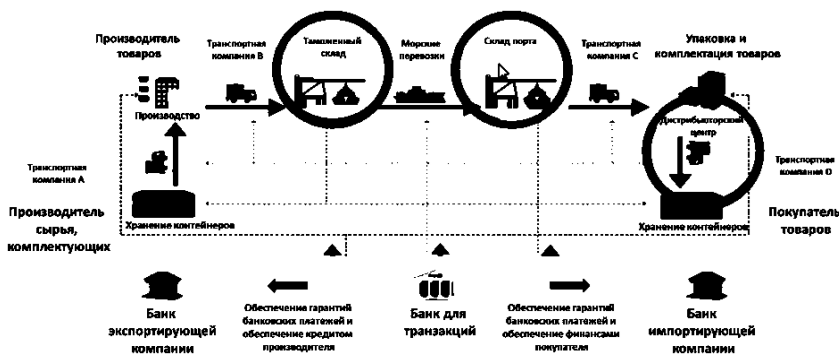 Производитель
товаров
Транспортная
компания В
Таможенный
склад
Морские
перевозки
Склад порта
Транспортная
компания С
Упаковка и
комплектация товаров
Производство
Дистрибьюторский
центр
Транспортная
компания А
Транспортная
компания D
Производитель
сырья,
комплектующих
Хранение контейнеров
Хранение контейнеров
Покупатель
товаров
Банк
экспортирующей
компании
Обеспечение гарантий
банковских платежей и
обеспечение кредитом
производителя
Банк для
транзакций
Обеспечение гарантий
банковских платежей и
обеспечение финансами
покупателя
Банк
импортирующей
компании